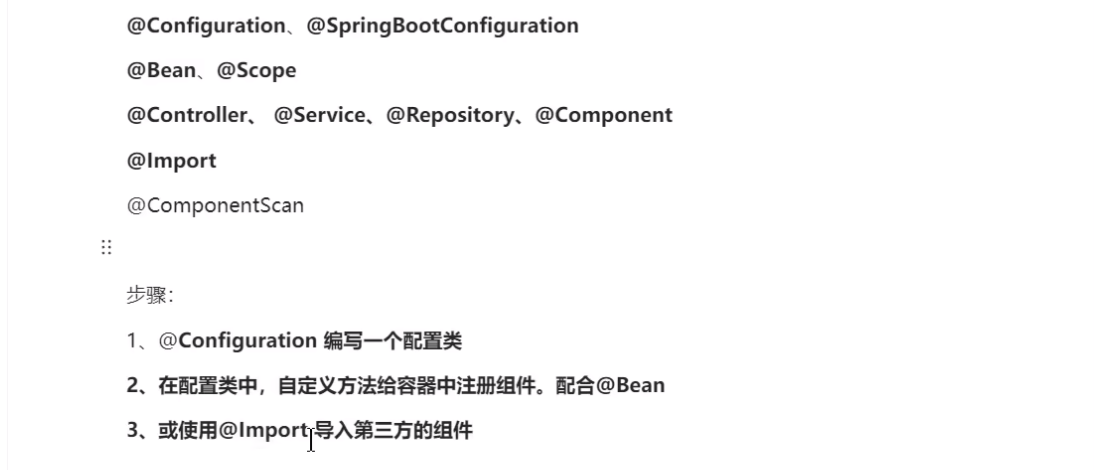 @Configuration、@SpringBootConfiguration
@Bean、@Scope
@Controller、 @Service、@Repository、@Component
@Import
@ComponentScan
步骤：
1、@Configuration 编写一个配置类
2、在配置类中，自定义方法给容器中注册组件。配合@Bean
3、或使用@Import 导入第三方的组件